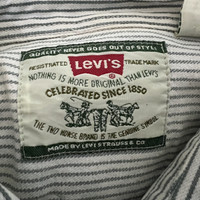 QUALITY NEVER GOES OUT OF STYLE
REGISTRATED LEVI'S TRADE MARK
NOTHING IS MORE ORIGINAL THAN LEVI'S
CELEBRATED SINCE 1850
THE TWO HORSE BRAND IS THE GENUINE SYMBOL
MADE BY LEVI STRAUSS & CO